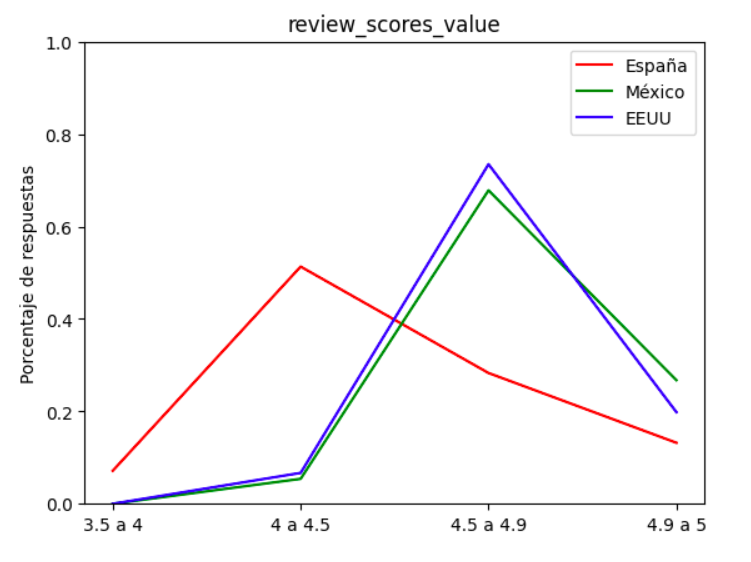 review_scores_value
1.0
0.8
0.6
0.4
0.2
0.0
Porcentaje de respuestas
España
México
EEUU
3.5 a 4
4 a 4.5
4.5 a 4.9
4.9 a 5